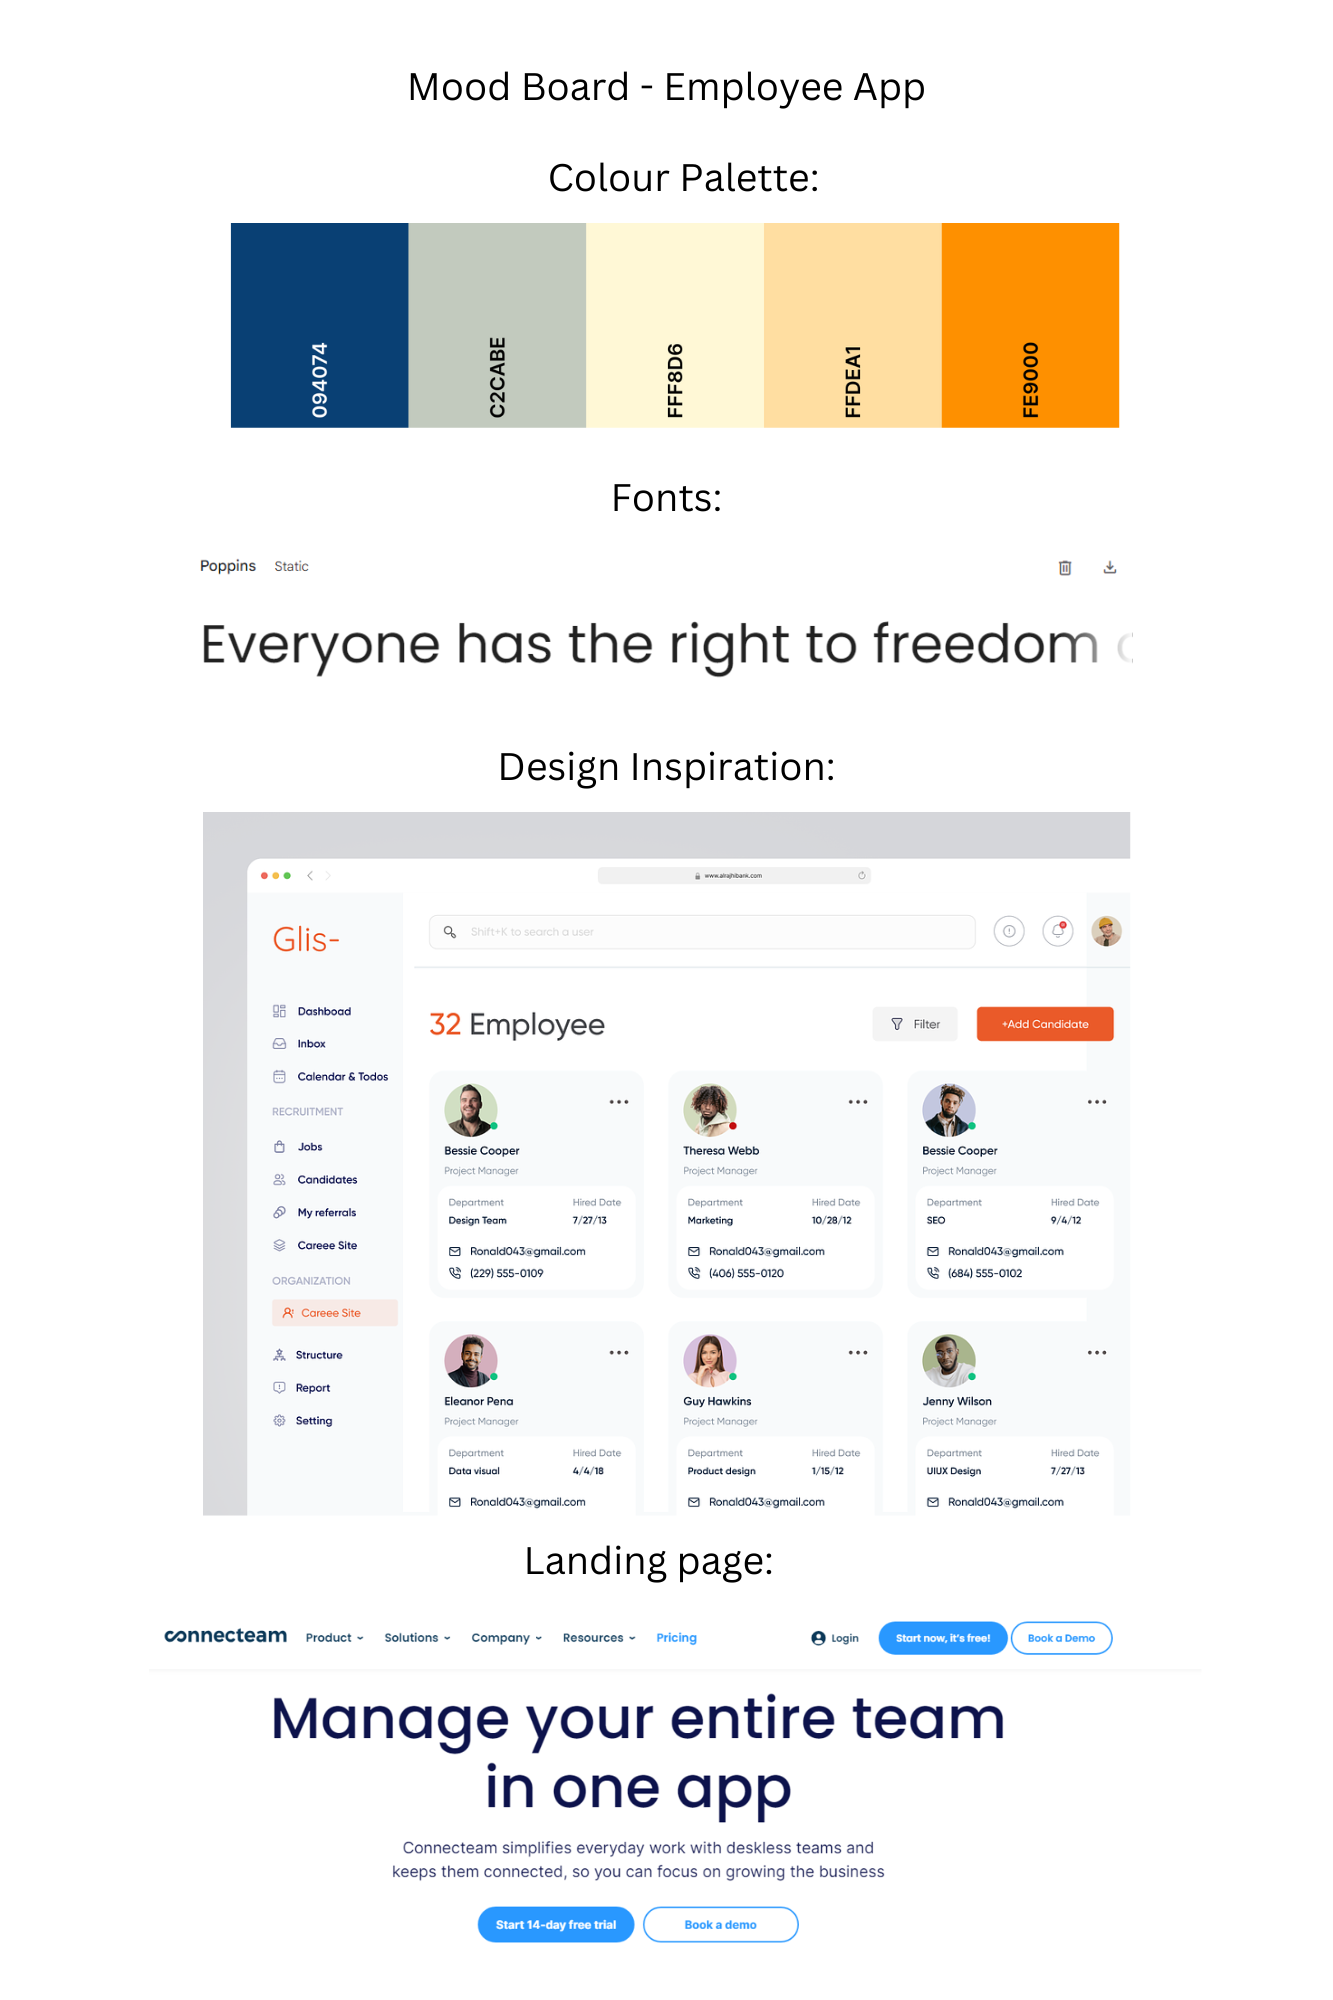 Mood Board - Employee App
Colour Palette:
094074
C2CABE
FFF8D6
FFDEA1
FE9000
Fonts:
Poppins Static
Everyone has the right to freedom
Design Inspiration:
www.alrajhibank.com
Glis-
Shift+K to search a user
Dashboad
Inbox
Calendar & Todos
RECRUITMENT
Jobs
Candidates
My referrals
Careee Site
ORGANIZATION
Careee Site
Structure
Report
Setting
32 Employee
Filter
+Add Candidate
Bessie Cooper
Project Manager
Department Hired Date
Design Team 7/27/13
Ronald043@gmail.com
(229) 555-0109
Theresa Webb
Project Manager
Department Hired Date
Marketing 10/28/12
Ronald043@gmail.com
(406) 555-0120
Bessie Cooper
Project Manager
Department Hired Date
SEO 9/4/12
Ronald043@gmail.com
(684) 555-0102
Eleanor Pena
Project Manager
Department Hired Date
Data visual 4/4/18
Ronald043@gmail.com
Guy Hawkins
Project Manager
Department Hired Date
Product design 1/15/12
Ronald043@gmail.com
Jenny Wilson
Project Manager
Department Hired Date
UIUX Design 7/27/13
Ronald043@gmail.com
Landing page:
connecteam Product Solutions Company Resources Pricing Login Start now, it's free! Book a Demo
Manage your entire team
in one app
Connecteam simplifies everyday work with deskless teams and
keeps them connected, so you can focus on growing the business
Start 14-day free trial Book a demo